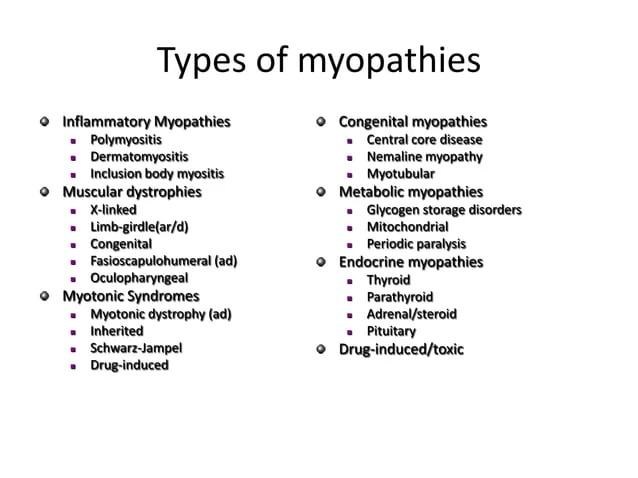 Types of myopathies
Inflammatory Myopathies
Polymyositis
Dermatomyositis
Inclusion body myositis
Muscular dystrophies
X-linked
Limb-girdle(ar/d)
Congenital
Fasioscapulohumeral (ad)
Oculopharyngeal
Myotonic Syndromes
Myotonic dystrophy (ad)
Inherited
Schwarz-Jampel
Drug-induced
Congenital myopathies
Central core disease
Nemaline myopathy
Myotubular
Metabolic myopathies
Glycogen storage disorders
Mitochondrial
Periodic paralysis
Endocrine myopathies
Thyroid
Parathyroid
Adrenal/steroid
Pituitary
Drug-induced/toxic